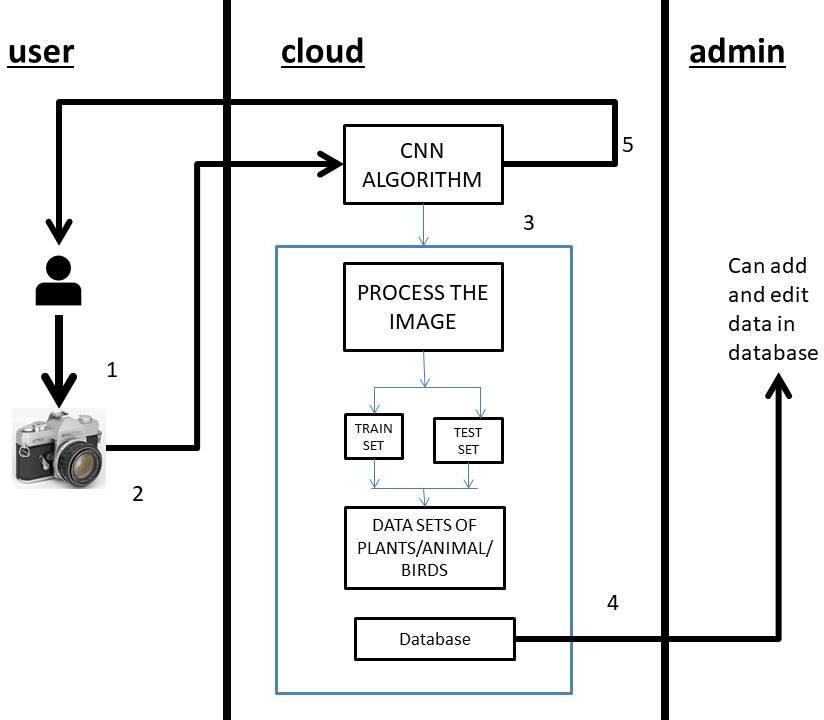 user
cloud
admin
CNN
ALGORITHM
5
3
PROCESS THE
IMAGE
Can add
and edit
data in
database
1
TRAIN
SET
TEST
SET
2
DATA SETS OF
PLANTS/ANIMAL/
BIRDS
4
Database